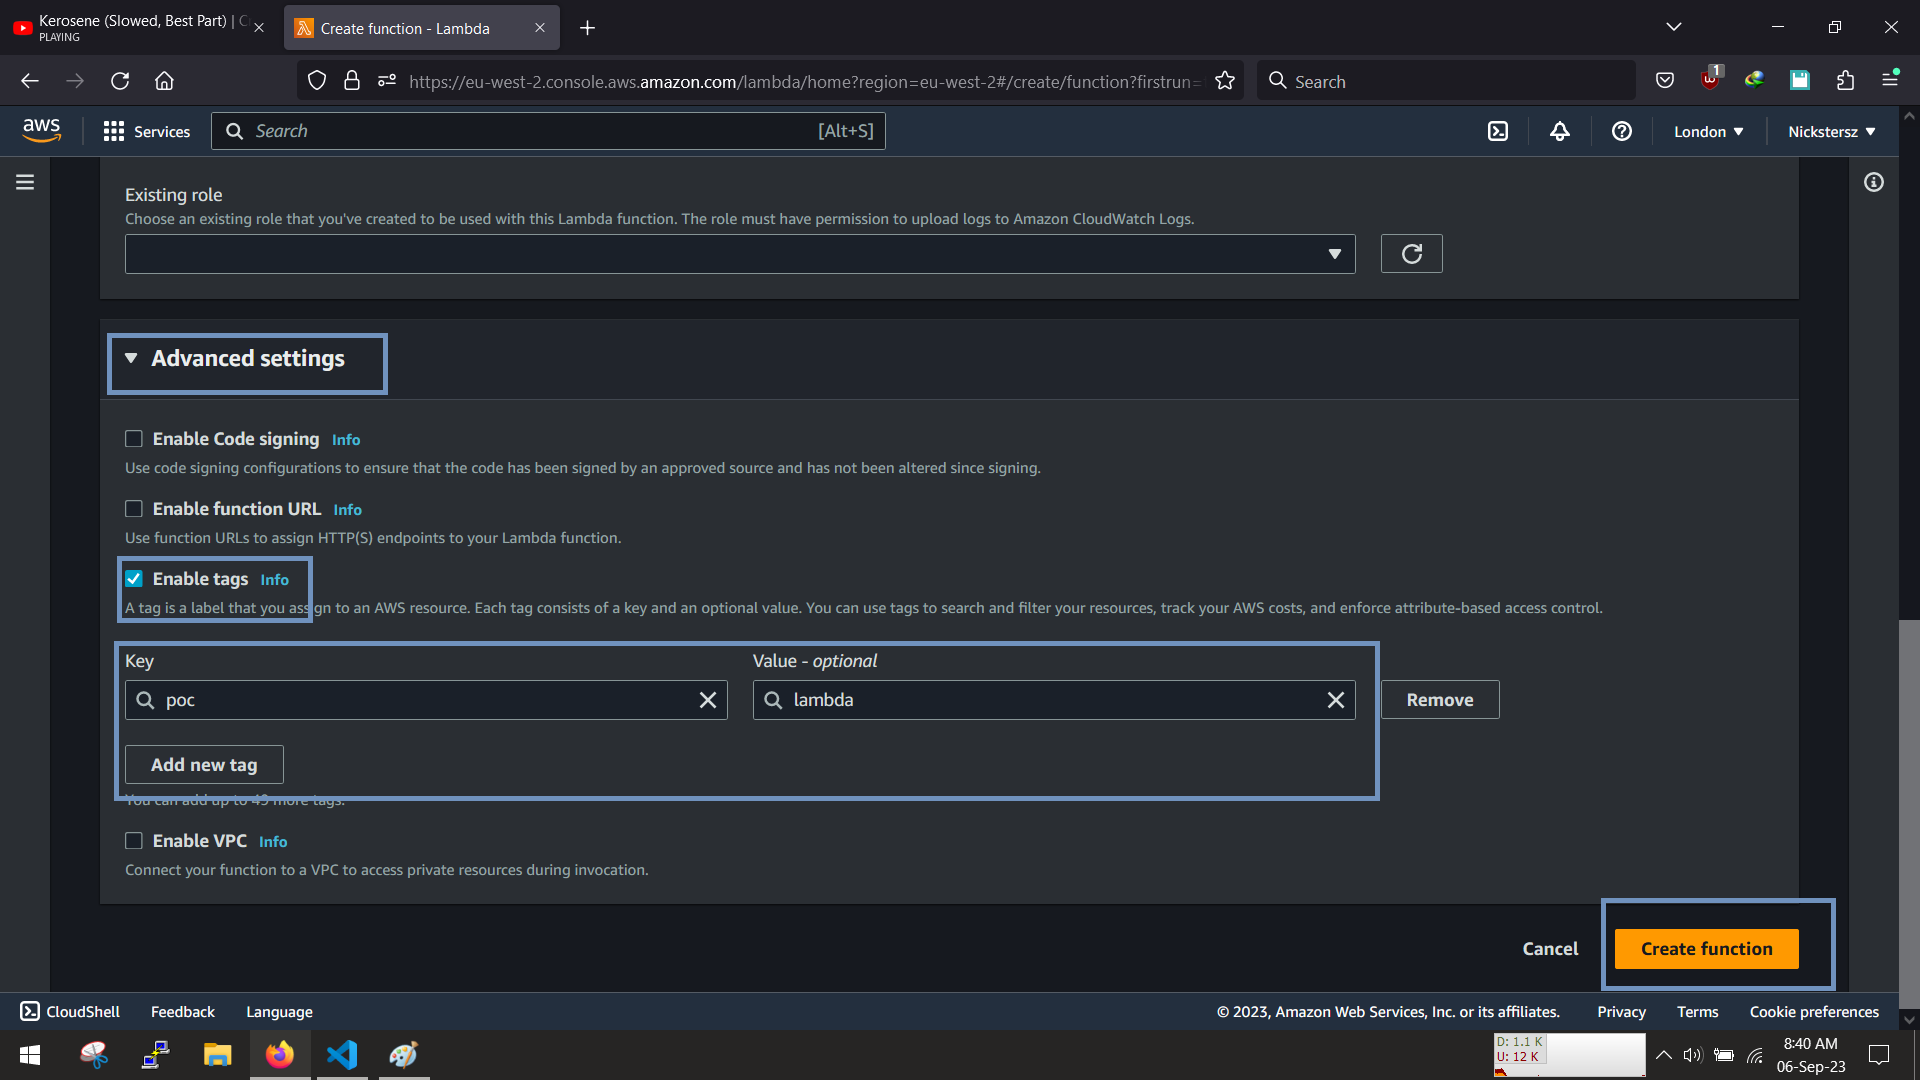 Kerosene (Slowed, Best Part) | C
PLAYING
Create function - Lambda
https://eu-west-2.console.aws.amazon.com/lambda/home?region=eu-west-2#/create/function?firstrun=
Search
1
aws
Services
Search
[Alt+S]
London
Nickstersz
Existing role
Choose an existing role that you've created to be used with this Lambda function. The role must have permission to upload logs to Amazon CloudWatch Logs.
Advanced settings
Enable Code signing Info
Use code signing configurations to ensure that the code has been signed by an approved source and has not been altered since signing.
Enable function URL Info
Use function URLs to assign HTTP(S) endpoints to your Lambda function.
Enable tags Info
A tag is a label that you assign to an AWS resource. Each tag consists of a key and an optional value. You can use tags to search and filter your resources, track your AWS costs, and enforce attribute-based access control.
Key
Value - optional
poc
lambda
Remove
Add new tag
You can add up to 49 more tags.
Enable VPC Info
Connect your function to a VPC to access private resources during invocation.
Cancel
Create function
CloudShell
Feedback
Language
© 2023, Amazon Web Services, Inc. or its affiliates.
Privacy
Terms
Cookie preferences
D: 1.1 K
U: 12 K
8:40 AM
06-Sep-23